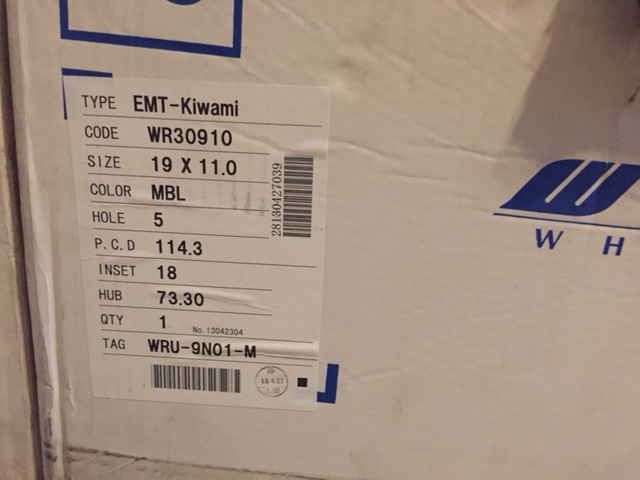 TYPE EMT-Kiwami
CODE WR30910
SIZE 19 X 11.0
COLOR MBL
HOLE 5
P.C.D 114.3
INSET 18
HUB 73.30
QTY 1 No.13042304
TAG WRU-9N01-M
28130427039
W H